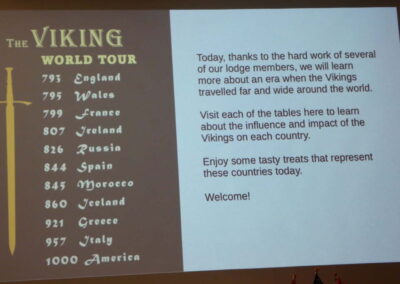 THE VIKING
WORLD TOUR
793 England
795 Wales
799 France
807 Ireland
826 Russia
844 Spain
845 Morocco
860 Iceland
921 Greece
957 Italy
1000 America
Today, thanks to the hard work of several
of our lodge members, we will learn
more about an era when the Vikings
travelled far and wide around the world.
Visit each of the tables here to learn
about the influence and impact of the
Vikings on each country.
Enjoy some tasty treats that represent
these countries today.
Welcome!